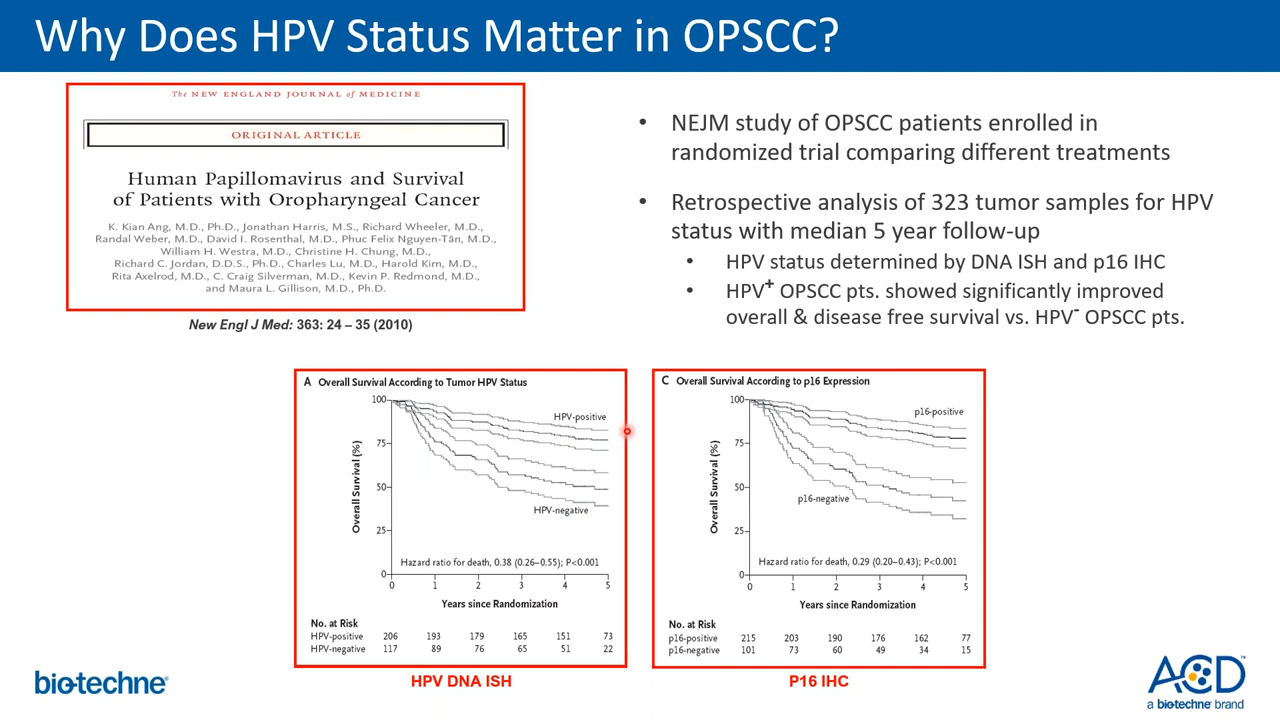 Why Does HPV Status Matter in OPSCC?
The NEW ENGLAND JOURNAL of MEDICINE
ORIGINAL ARTICLE
Human Papillomavirus and Survival
of Patients with Oropharyngeal Cancer
K. Kian Ang, M.D., Ph.D., Jonathan Harris, M.S., Richard Wheeler, M.D.,
Randal Weber, M.D., David I. Rosenthal, M.D., Phuc Felix Nguyen-Tân, M.D.,
William H. Westra, M.D., Christine H. Chung, M.D.,
Richard C. Jordan, D.D.S., Ph.D., Charles Lu, M.D., Harold Kim, M.D.,
Rita Axelrod, M.D., C. Craig Silverman, M.D., Kevin P. Redmond, M.D.,
and Maura L. Gillison, M.D., Ph.D.
New Engl J Med: 363: 24 – 35 (2010)
• NEJM study of OPSCC patients enrolled in
randomized trial comparing different treatments
• Retrospective analysis of 323 tumor samples for HPV
status with median 5 year follow-up
• HPV status determined by DNA ISH and p16 IHC
• HPV+ OPSCC pts. showed significantly improved
overall & disease free survival vs. HPV- OPSCC pts.
A Overall Survival According to Tumor HPV Status
100
75
50
25
0
Overall Survival (%)
HPV-positive
HPV-negative
Hazard ratio for death, 0.38 (0.26–0.55); P<0.001
0 1 2 3 4 5
Years since Randomization
No. at Risk
HPV-positive 206 193 179 165 151 73
HPV-negative 117 89 76 65 51 22
HPV DNA ISH
C Overall Survival According to p16 Expression
100
75
50
25
0
Overall Survival (%)
p16-positive
p16-negative
Hazard ratio for death, 0.29 (0.20–0.43); P<0.001
0 1 2 3 4 5
Years since Randomization
No. at Risk
p16-positive 215 203 190 176 162 77
p16-negative 101 73 60 49 34 15
P16 IHC
bio-techne®
ACD™
a bio-techne® brand